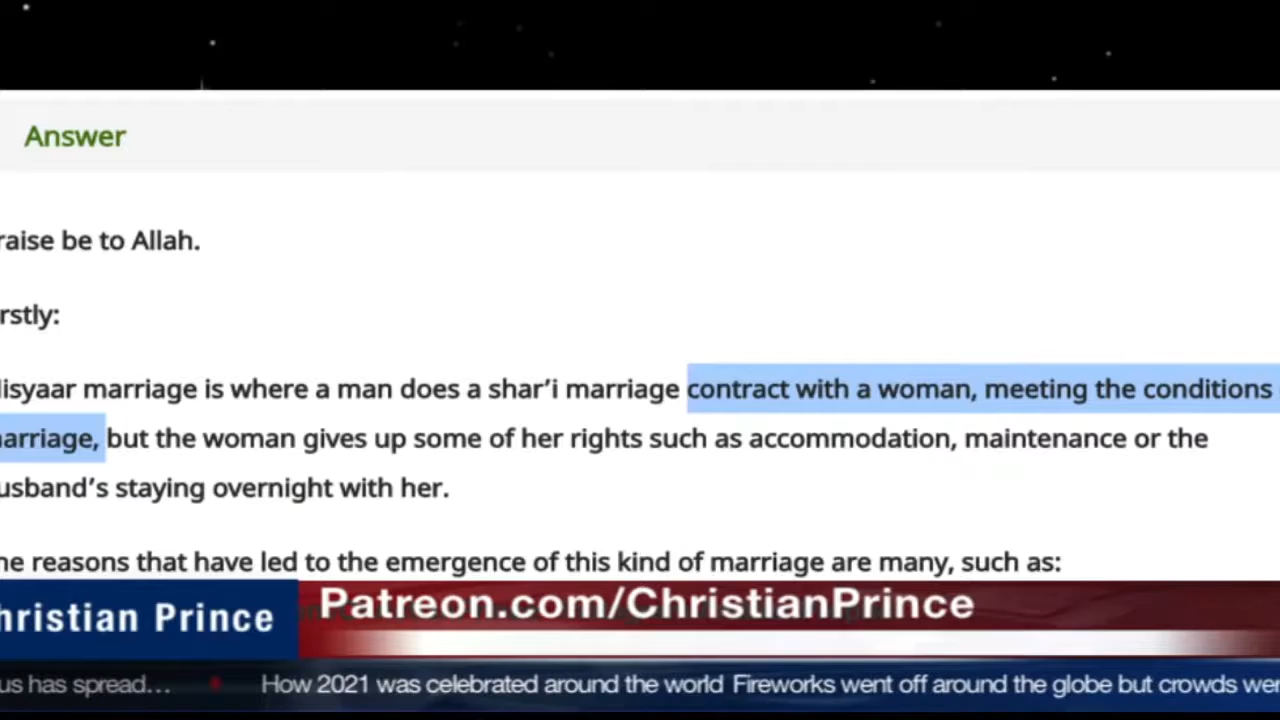 Answer
raise be to Allah.
rstly:
isyaar marriage is where a man does a shar’i marriage contract with a woman, meeting the conditions
arriage, but the woman gives up some of her rights such as accommodation, maintenance or the
usband’s staying overnight with her.
he reasons that have led to the emergence of this kind of marriage are many, such as:
hristian Prince
Patreon.com/ChristianPrince
us has spread... How 2021 was celebrated around the world Fireworks went off around the globe but crowds wer